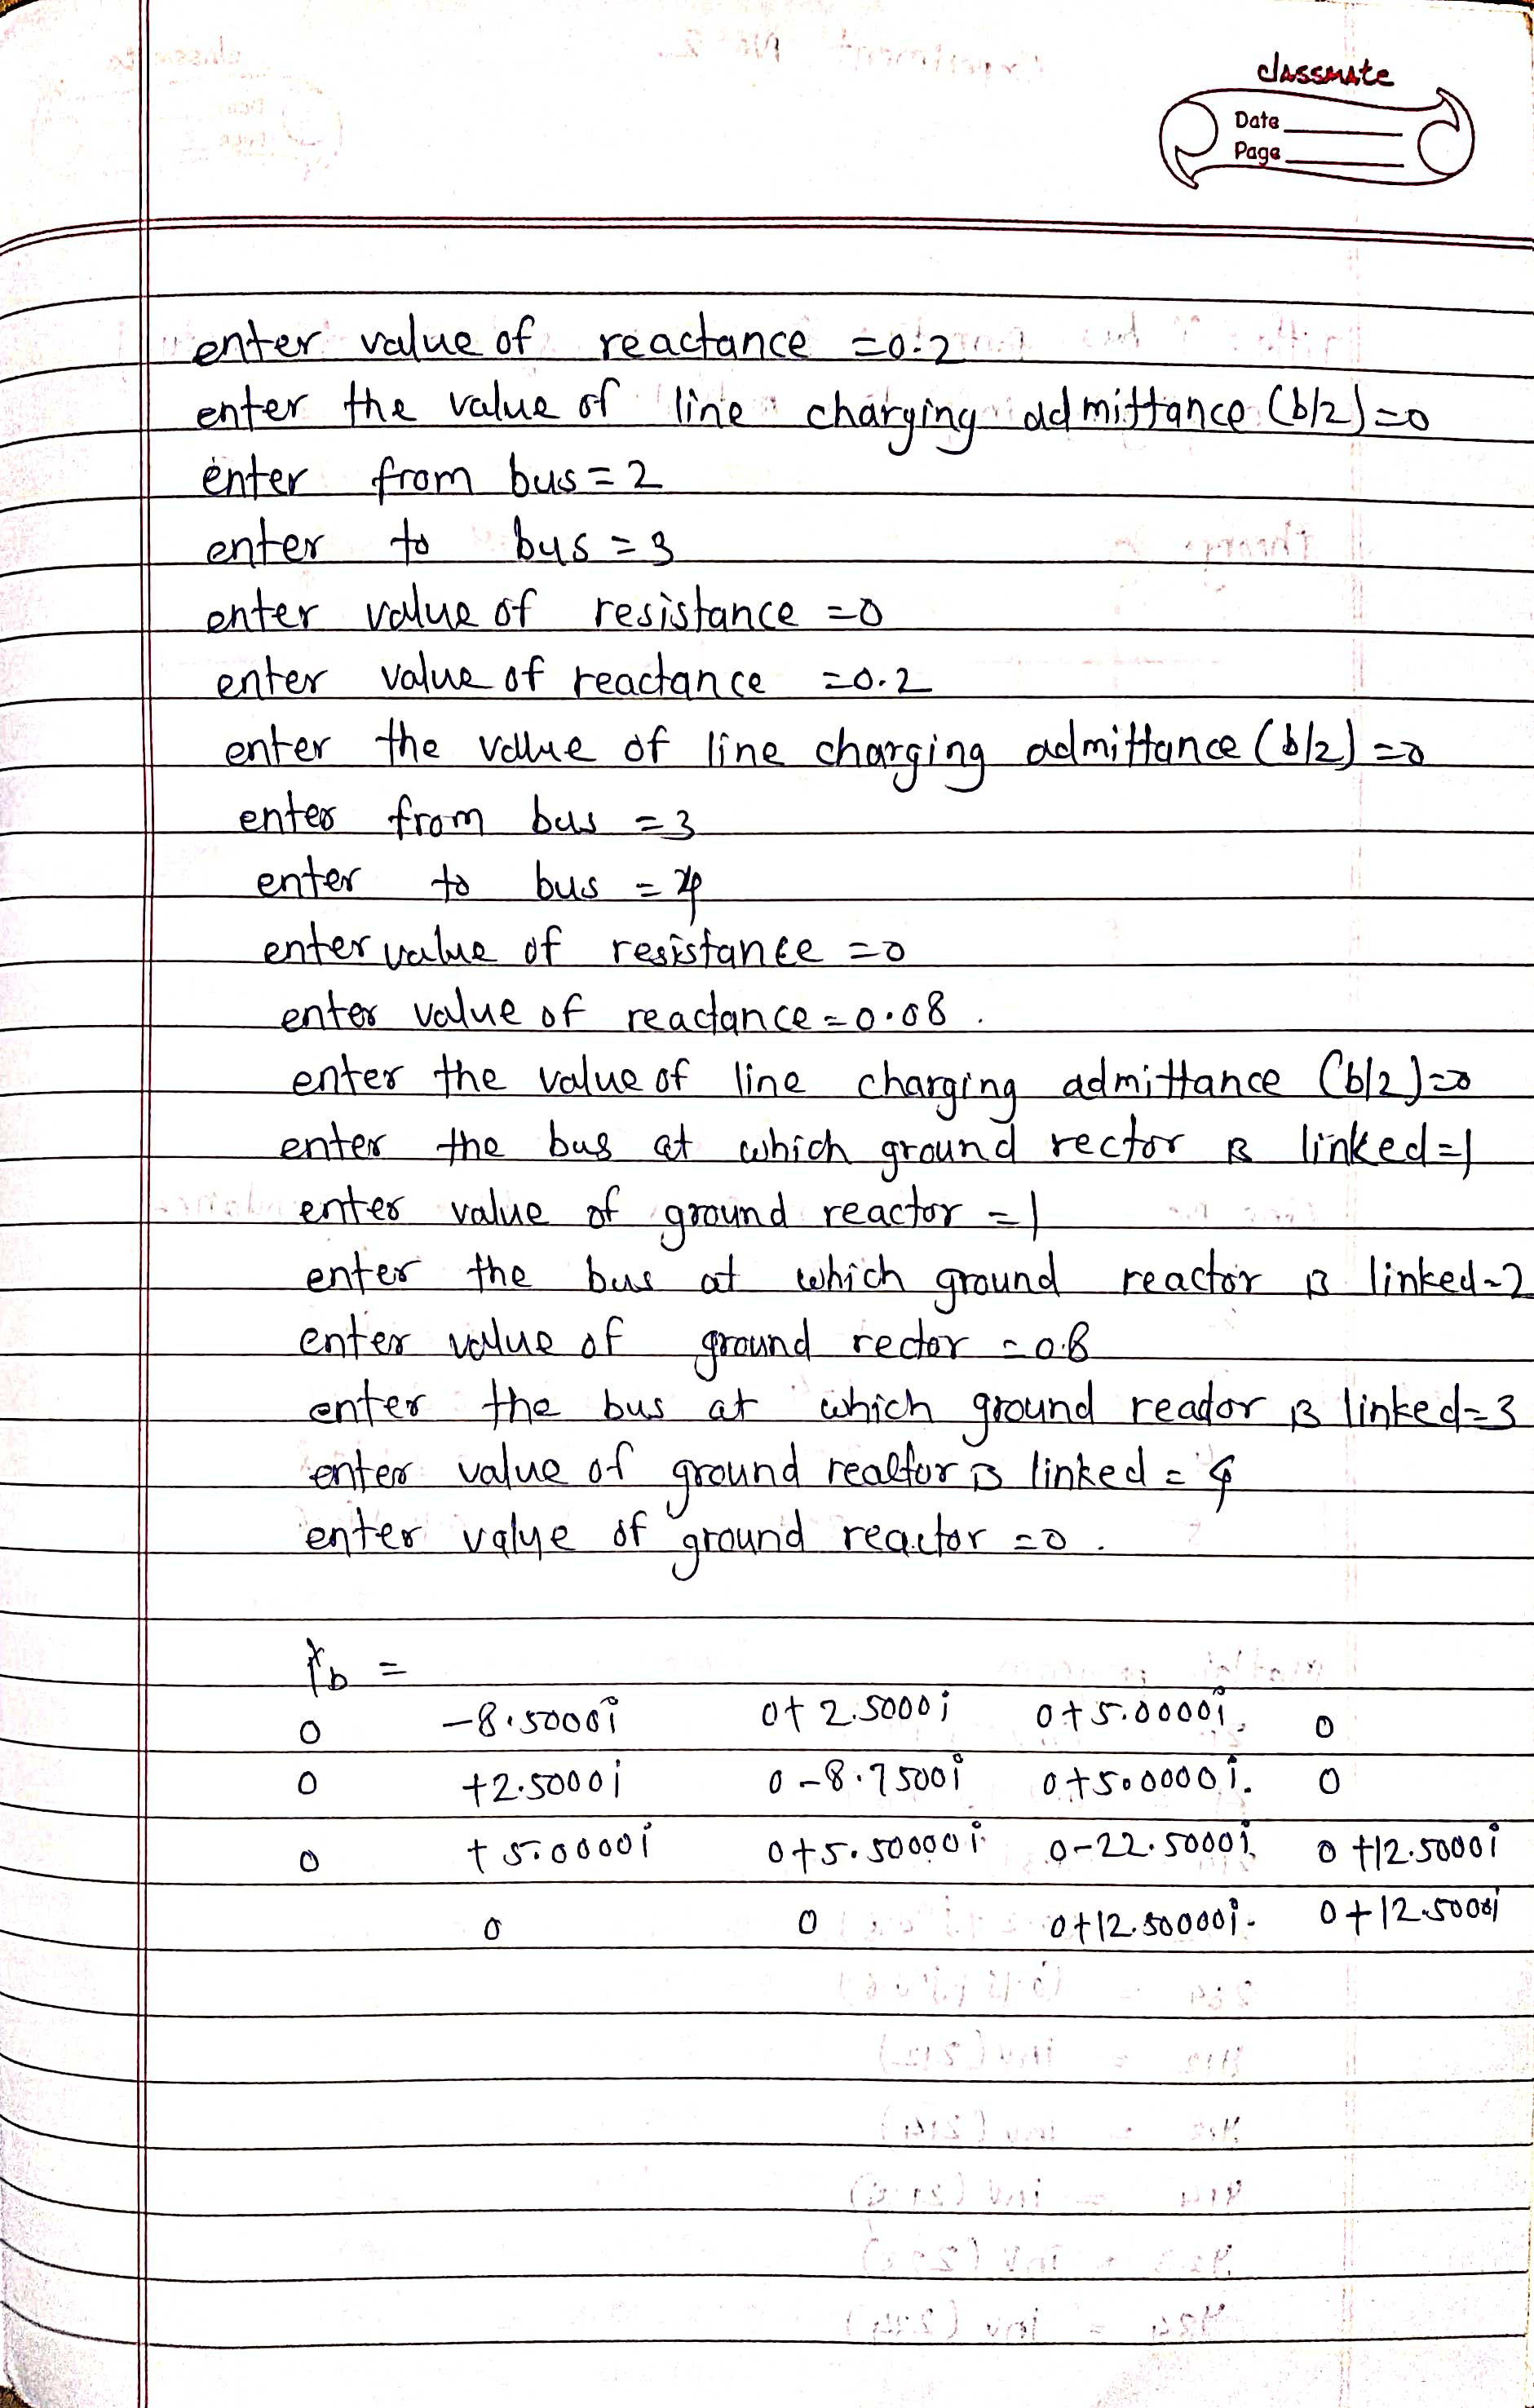 classmate
Date
Page
enter value of reactance =0.2
enter the value of line charging admittance (b/2)=0
enter from bus=2
enter to bus =3
enter value of resistance =0
enter value of reactance =0.2
enter the value of line charging admittance (b/2)=0
enter from bus =3
enter to bus =4
enter value of resistance =0
enter value of reactance=0.08.
enter the value of line charging admittance (b/2)=0
enter the bus at which ground rector is linked=1
enter value of ground reactor =1
enter the bus at which ground reactor is linked=2
enter value of ground rector =0.8
enter the bus at which ground reactor is linked=3
enter value of ground reactor is linked = 4
enter value of ground reactor =0.
Yb =
0 -8.5000i 0+2.5000i 0+5.0000i 0
0 +2.5000i 0-8.7500i 0+5.0000i. 0
0 +5.0000i 0+5.50000i 0-22.5000i 0+12.5000i
0 0 0+12.50000i- 0+12.5000i